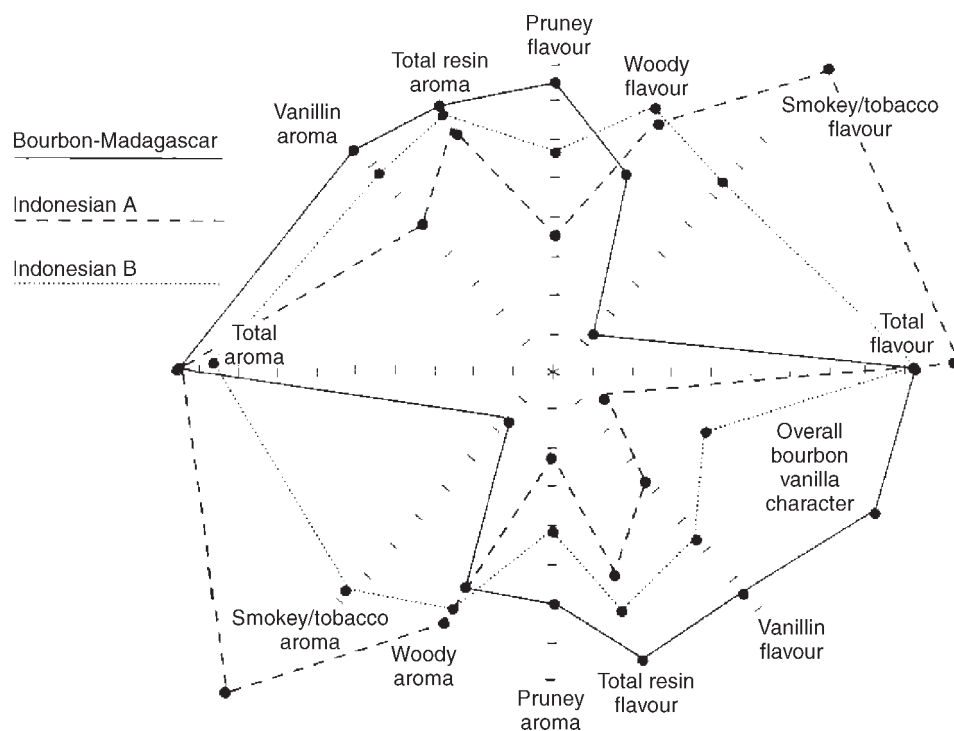 Pruney
flavour
Total resin
aroma
Woody
flavour
Vanillin
aroma
Smokey/tobacco
flavour
Bourbon-Madagascar
Indonesian A
Indonesian B
Total
aroma
Total
flavour
Overall
bourbon
vanilla
character
Smokey/tobacco
aroma
Woody
aroma
Vanillin
flavour
Total resin
flavour
Pruney
aroma